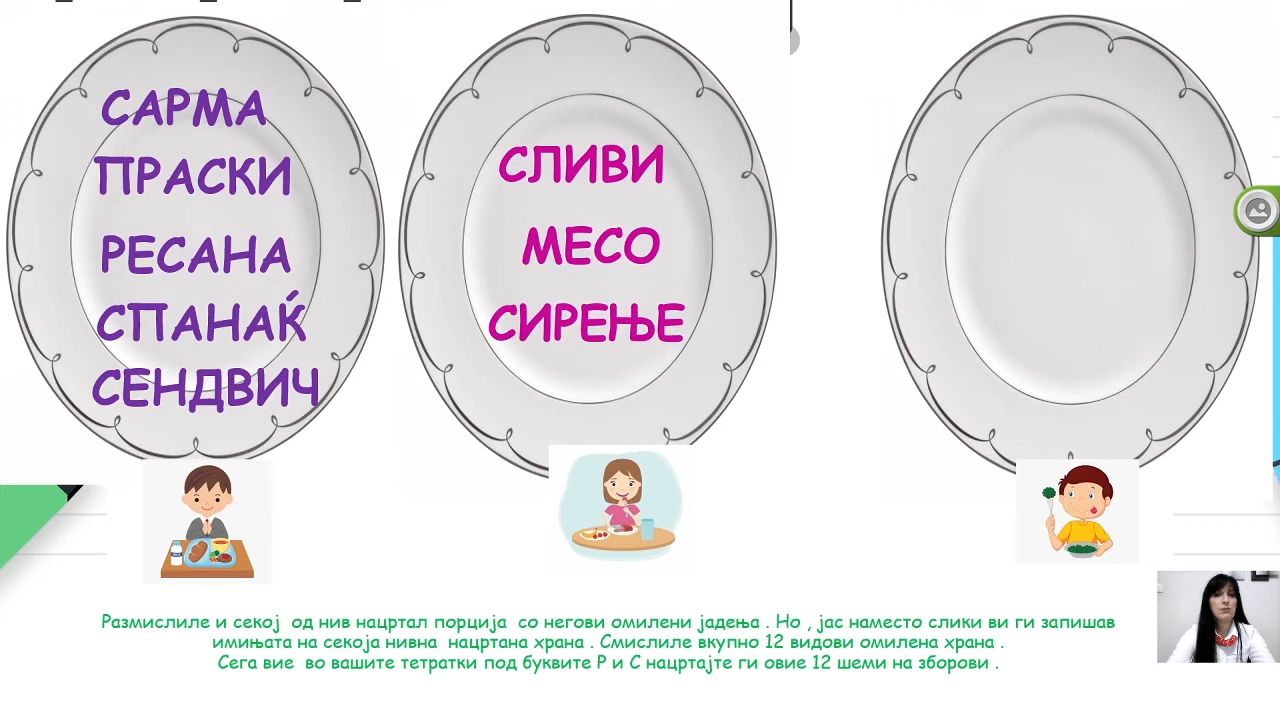 САРМА
ПРАСКИ
РЕСАНА
СПАНАЌ
СЕНДВИЧ
СЛИВИ
МЕСО
СИРЕЊЕ
Размислиле и секој од нив нацртал порција со негови омилени јадења . Но , јас наместо слики ви ги запишав
имињата на секоја нивна нацртана храна . Смислиле вкупно 12 видови омилена храна .
Сега вие во вашите тетратки под буквите Р и С нацртајте ги овие 12 шеми на зборови .